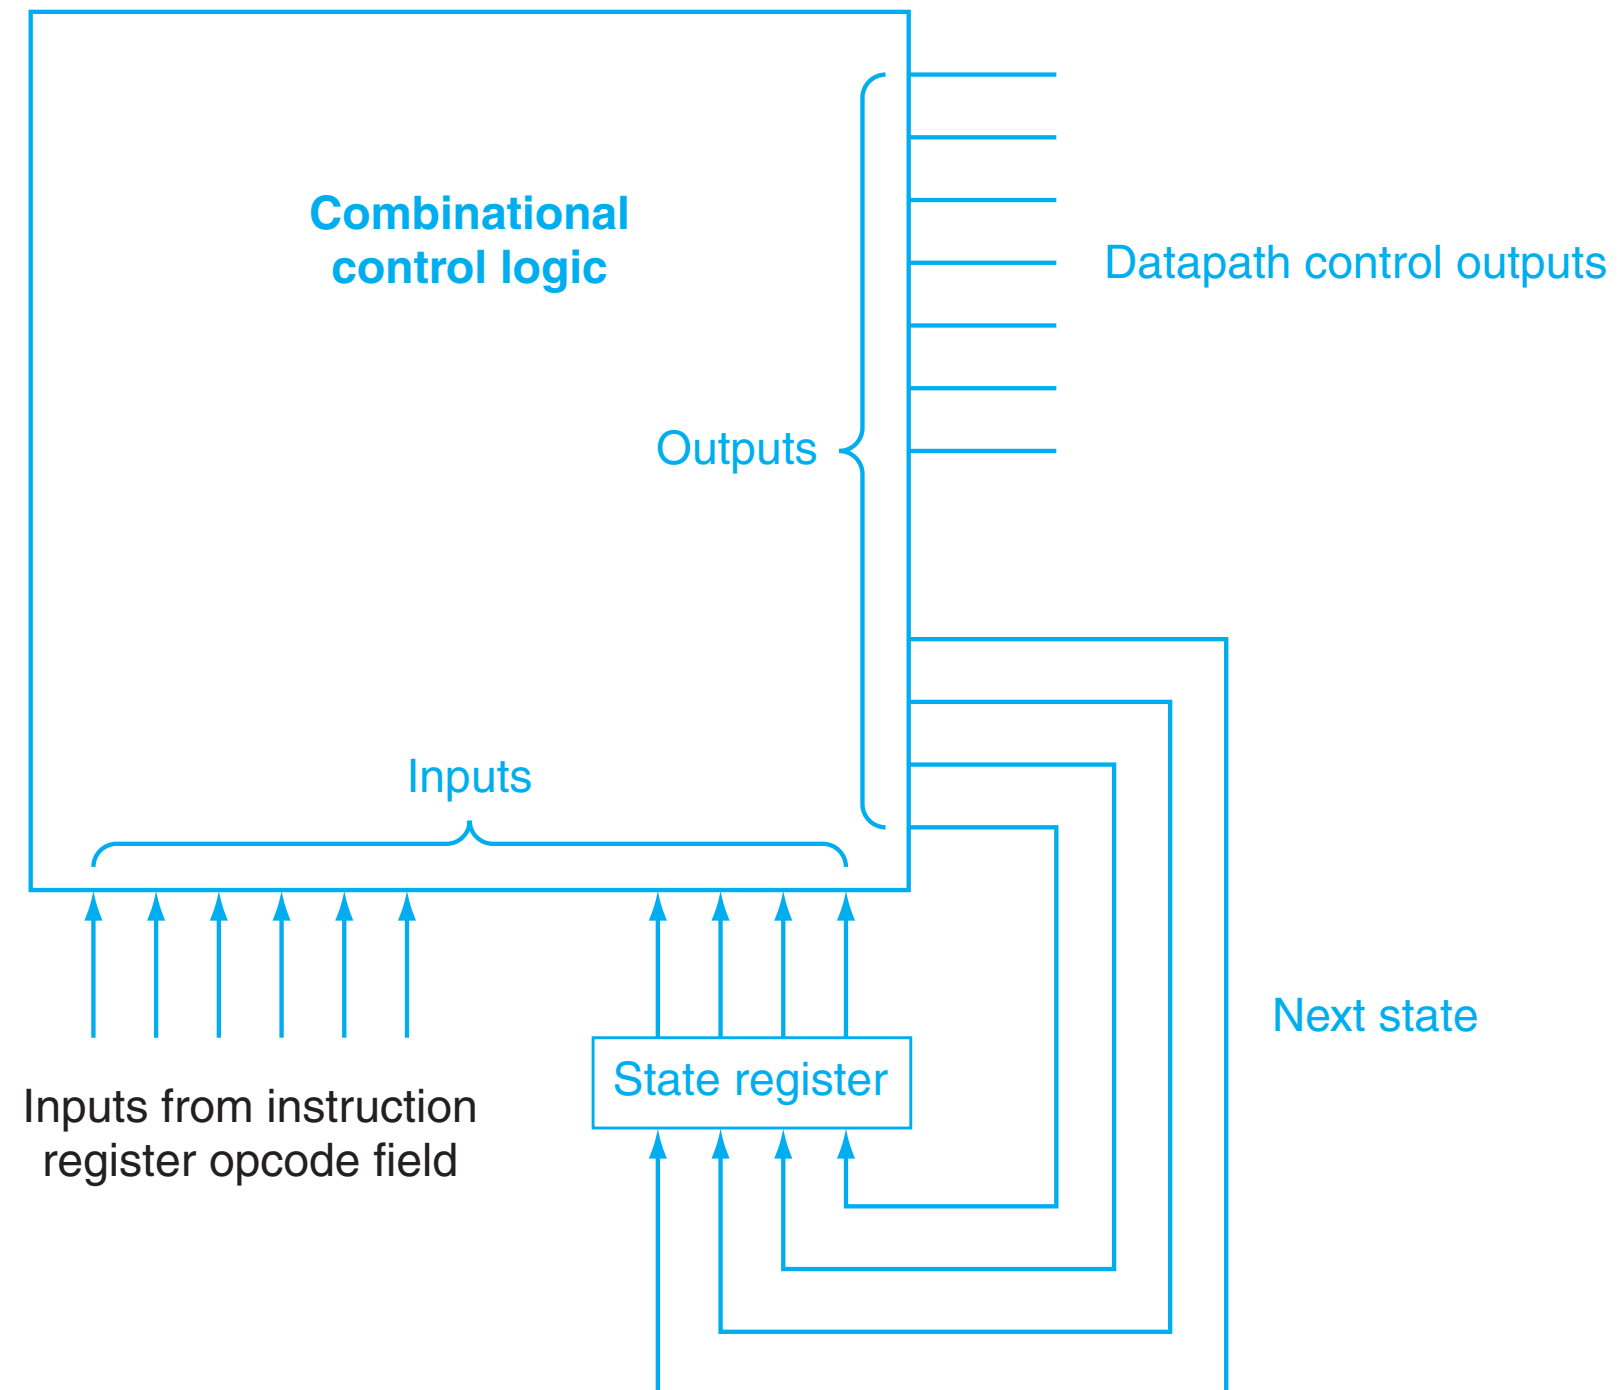 Combinational
control logic
Datapath control outputs
Outputs
Inputs
Next state
State register
Inputs from instruction
register opcode field